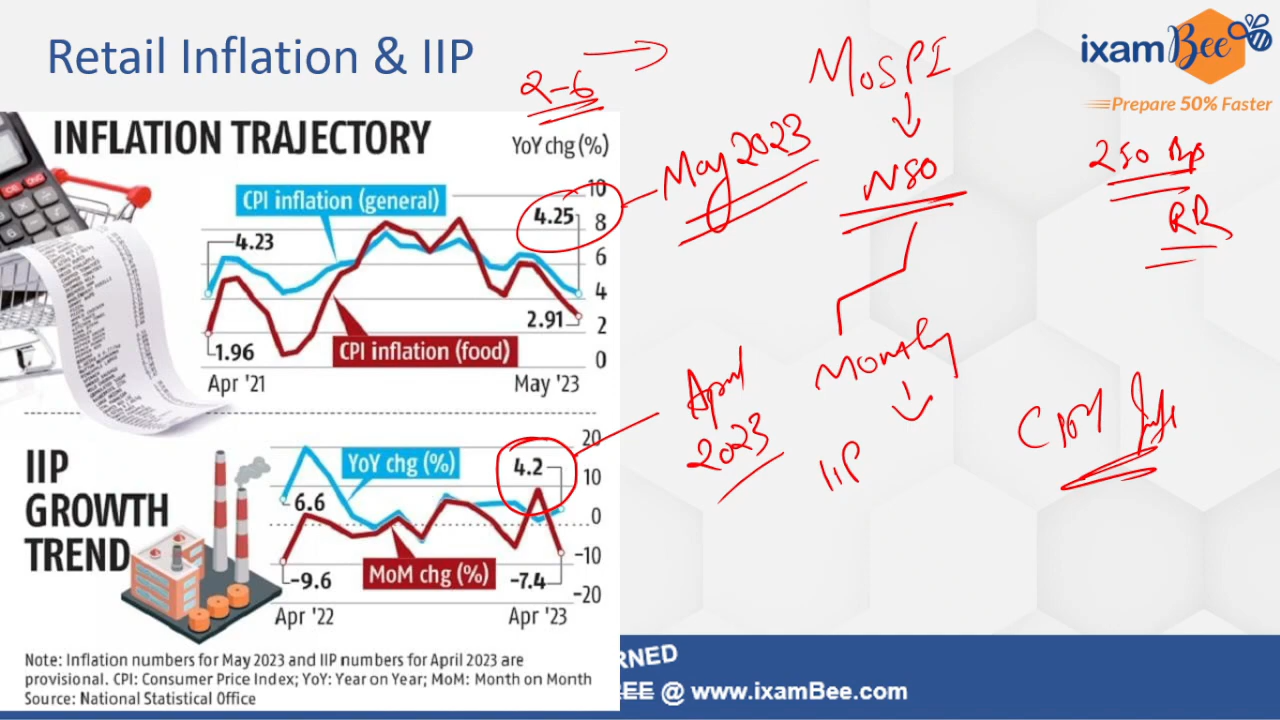 Retail Inflation & IIP
ixamBee
Prepare 50% Faster
2-6
MoSPI
NSO
May 2023
250 Bp
RR
INFLATION TRAJECTORY
YoY chg (%)
CPI inflation (general)
CPI inflation (food)
4.23
4.25
1.96
2.91
10
8
6
4
2
0
Apr '21
May '23
Monthly
IIP
April
2023
IIP
GROWTH
TREND
YoY chg (%)
MoM chg (%)
6.6
4.2
-9.6
-7.4
20
10
0
-10
-20
Apr '22
Apr '23
Note: Inflation numbers for May 2023 and IIP numbers for April 2023 are
provisional. CPI: Consumer Price Index; YoY: Year on Year; MoM: Month on Month
Source: National Statistical Office
RNED
EE @ www.ixamBee.com